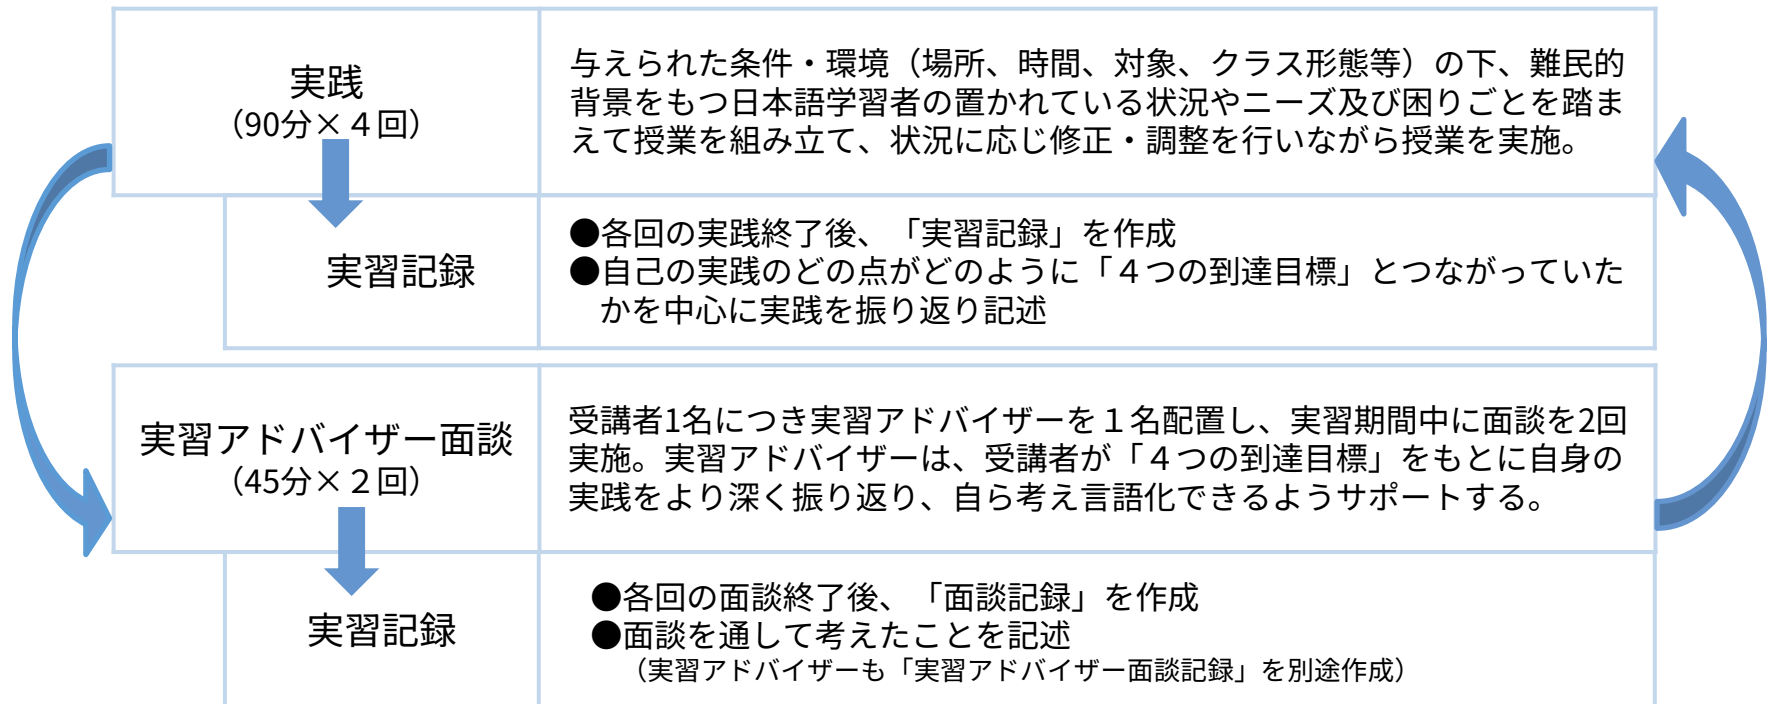 実践
（90分×４回）
与えられた条件・環境（場所、時間、対象、クラス形態等）の下、難民的
背景をもつ日本語学習者の置かれている状況やニーズ及び困りごとを踏ま
えて授業を組み立て、状況に応じ修正・調整を行いながら授業を実施。
実習記録
●各回の実践終了後、「実習記録」を作成
●自己の実践のどの点がどのように「４つの到達目標」とつながっていた
かを中心に実践を振り返り記述
実習アドバイザー面談
（45分×２回）
受講者1名につき実習アドバイザーを１名配置し、実習期間中に面談を2回
実施。実習アドバイザーは、受講者が「４つの到達目標」をもとに自身の
実践をより深く振り返り、自ら考え言語化できるようサポートする。
実習記録
●各回の面談終了後、「面談記録」を作成
●面談を通して考えたことを記述
（実習アドバイザーも「実習アドバイザー面談記録」を別途作成）